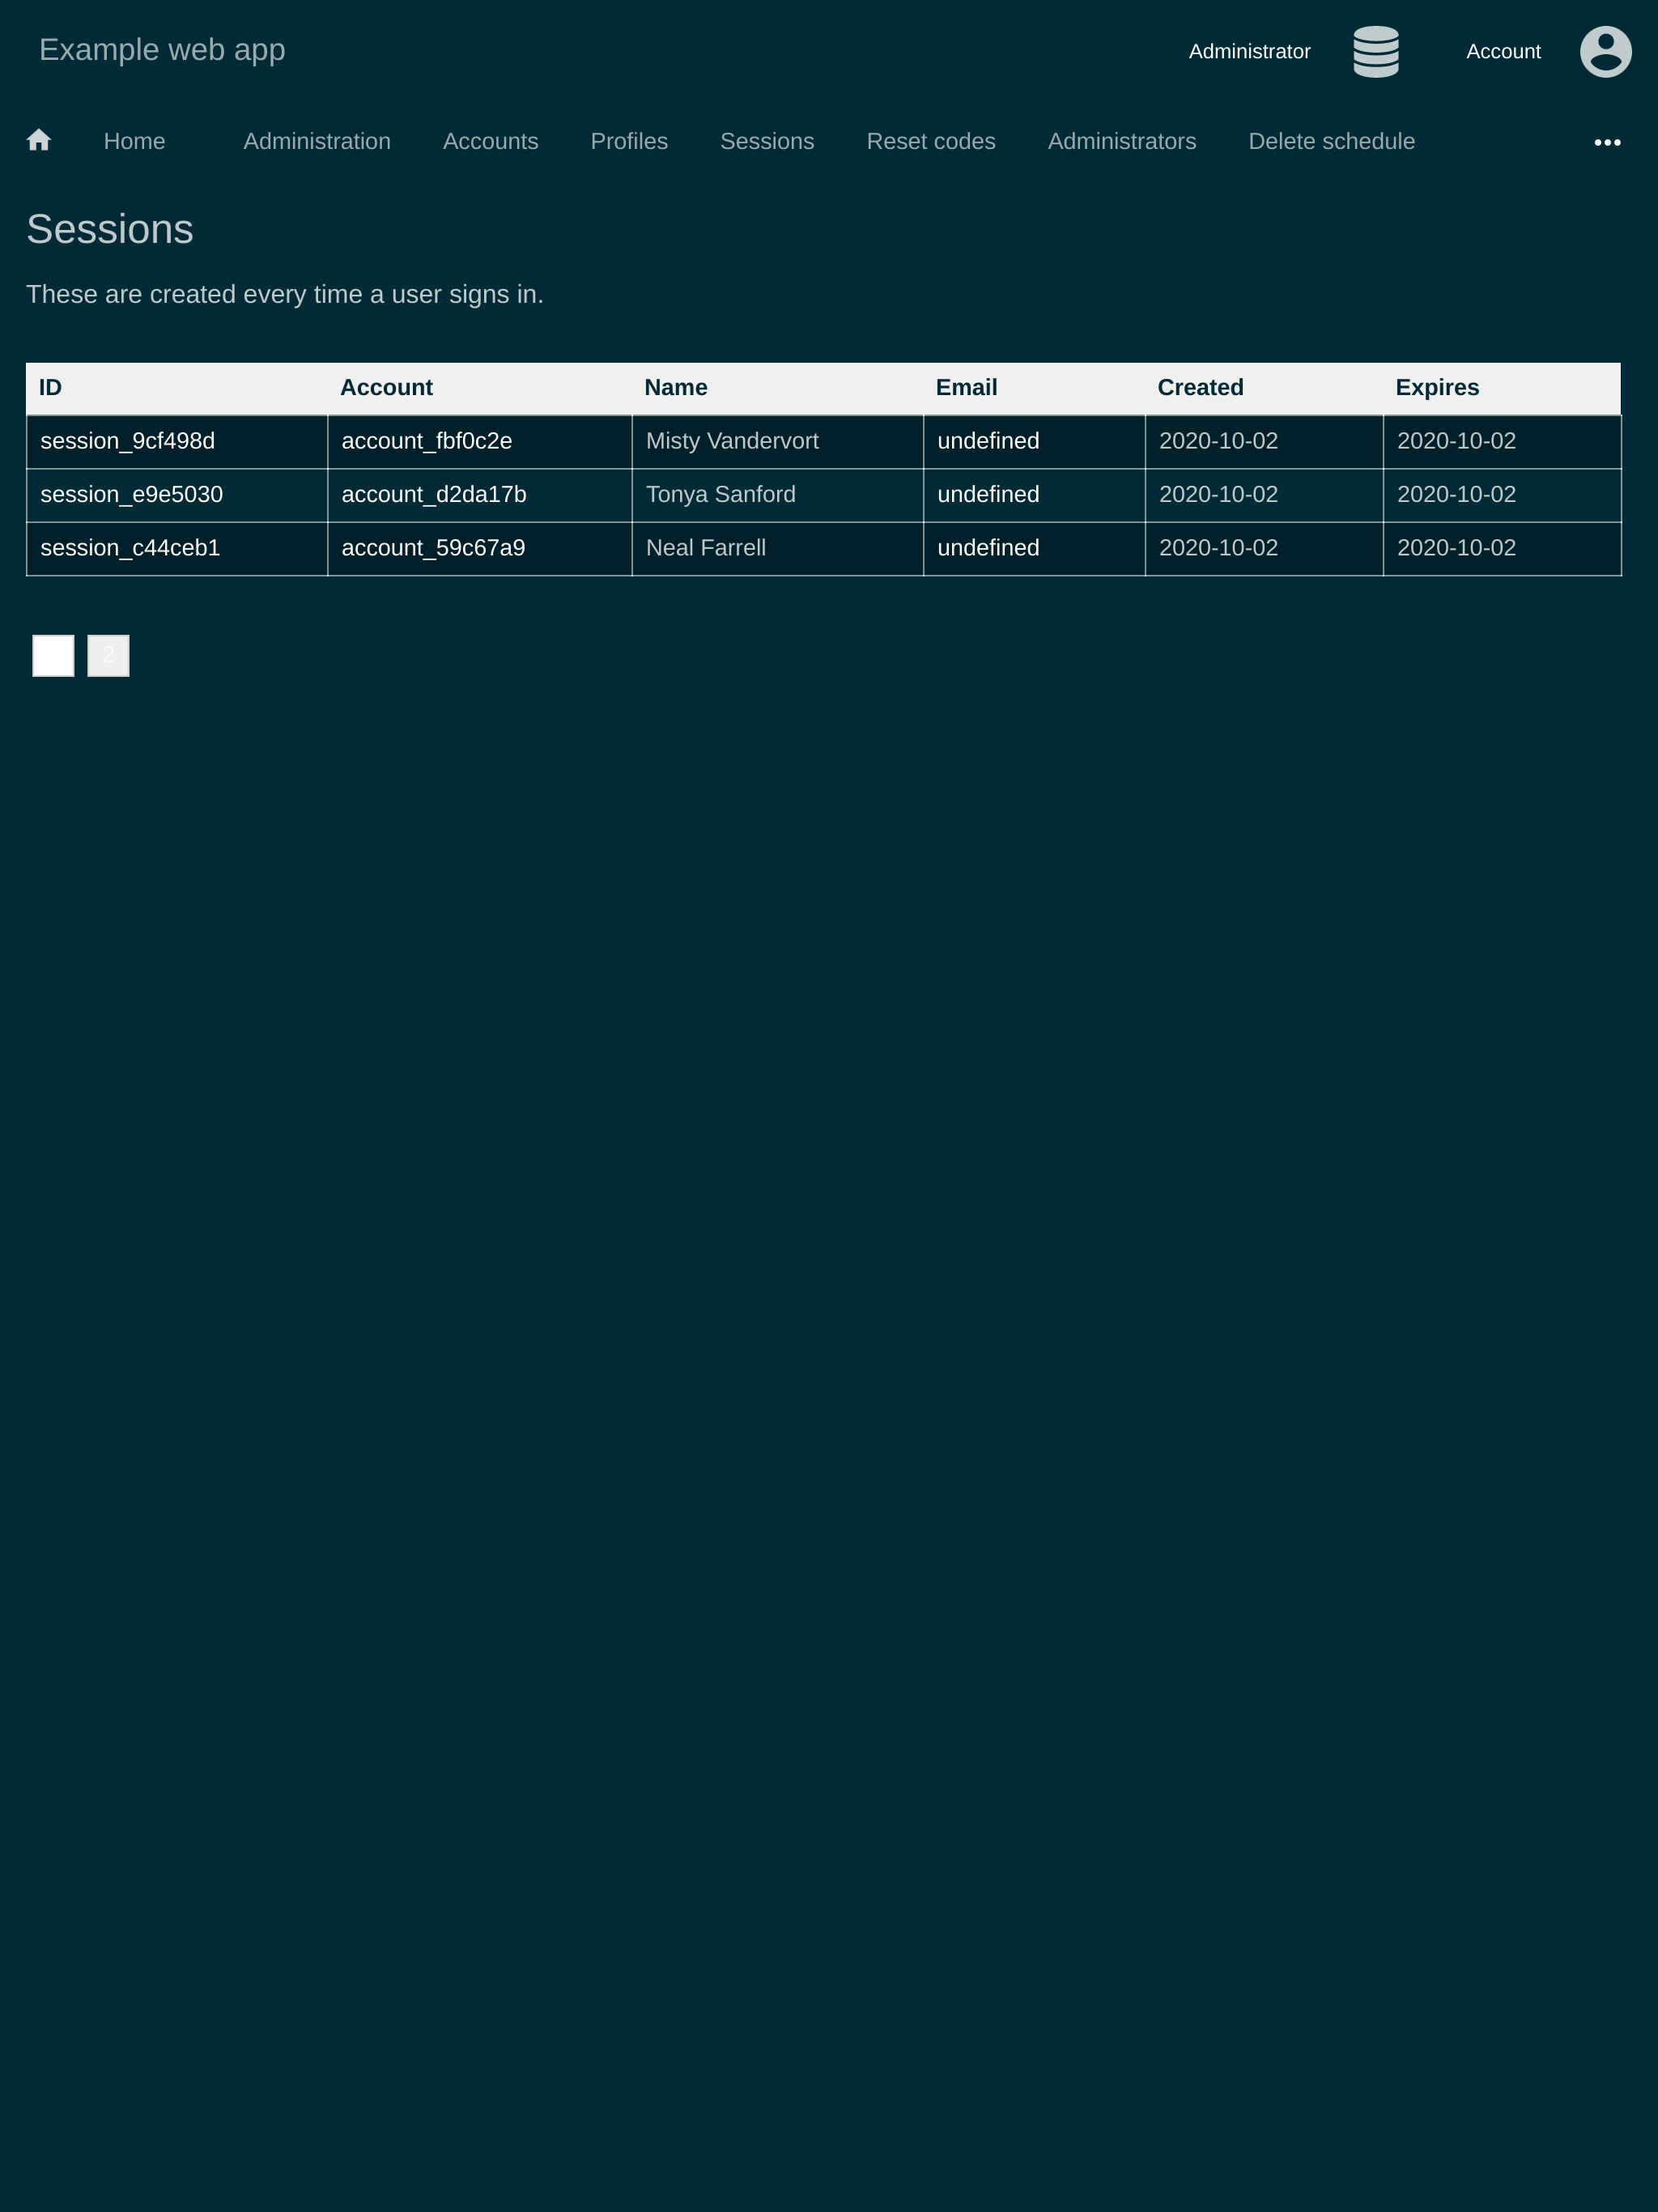 Example web app
Administrator Account
Home Administration Accounts Profiles Sessions Reset codes Administrators Delete schedule
Sessions
These are created every time a user signs in.
ID Account Name Email Created Expires
session_9cf498d account_fbf0c2e Misty Vandervort undefined 2020-10-02 2020-10-02
session_e9e5030 account_d2da17b Tonya Sanford undefined 2020-10-02 2020-10-02
session_c44ceb1 account_59c67a9 Neal Farrell undefined 2020-10-02 2020-10-02
2